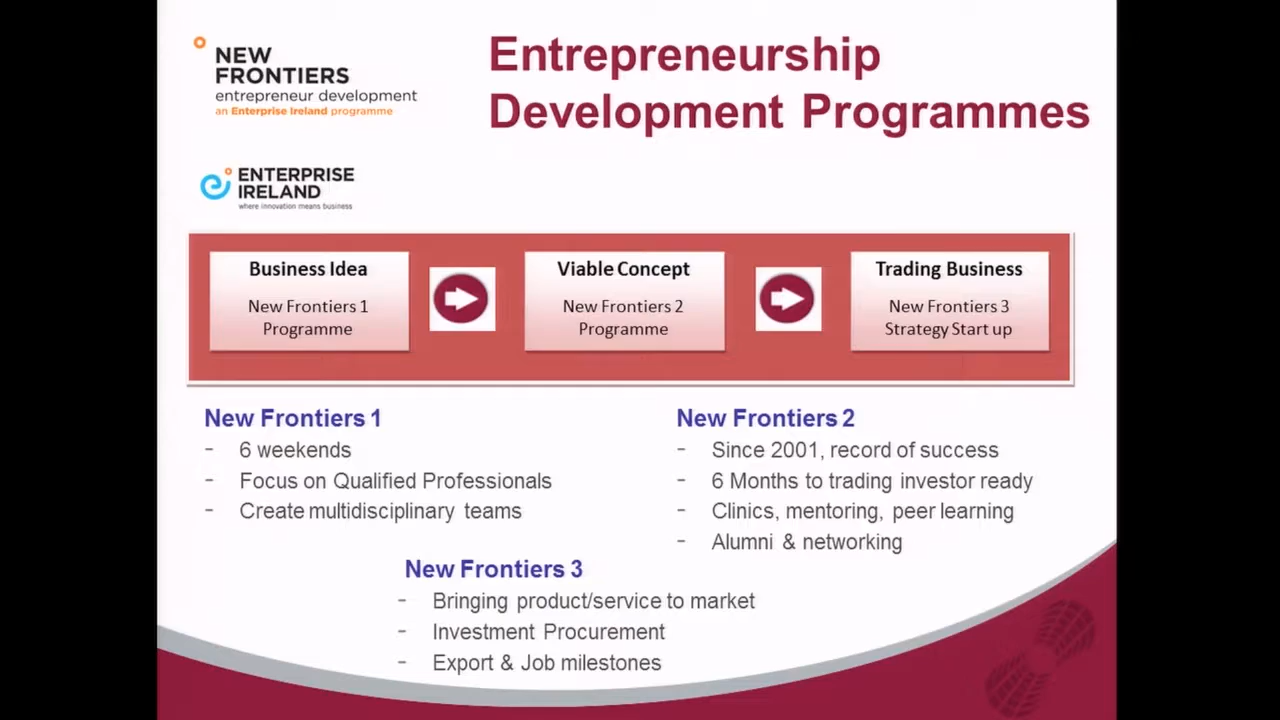 NEW
FRONTIERS
entrepreneur development
an Enterprise Ireland programme
Entrepreneurship
Development Programmes
ENTERPRISE
IRELAND
where innovation means business
Business Idea
New Frontiers 1
Programme
Viable Concept
New Frontiers 2
Programme
Trading Business
New Frontiers 3
Strategy Start up
New Frontiers 1
- 6 weekends
- Focus on Qualified Professionals
- Create multidisciplinary teams
New Frontiers 2
- Since 2001, record of success
- 6 Months to trading investor ready
- Clinics, mentoring, peer learning
- Alumni & networking
New Frontiers 3
- Bringing product/service to market
- Investment Procurement
- Export & Job milestones